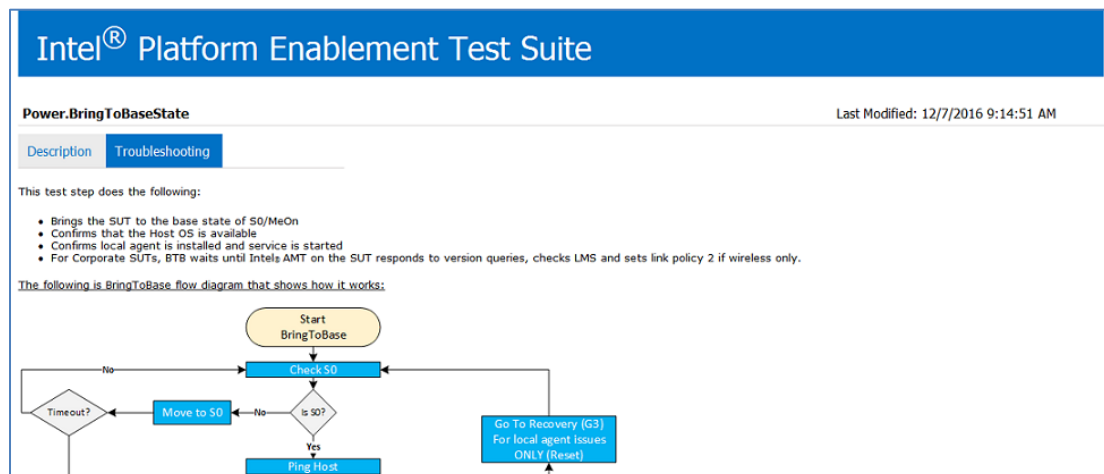 Intel® Platform Enablement Test Suite
Power.BringToBaseState
Last Modified: 12/7/2016 9:14:51 AM
Description
Troubleshooting
This test step does the following:
• Brings the SUT to the base state of S0/MeOn
• Confirms that the Host OS is available
• Confirms local agent is installed and service is started
• For Corporate SUTs, BTB waits until Intel® AMT on the SUT responds to version queries, checks LMS and sets link policy 2 if wireless only.
The following is BringToBase flow diagram that shows how it works:
Start
BringToBase
No
Check S0
Timeout?
Move to S0
No
Is S0?
Go To Recovery (G3)
For local agent issues
ONLY (Reset)
Yes
Ping Host